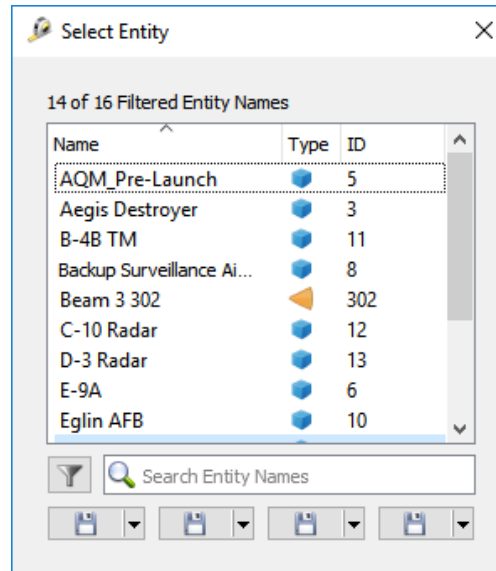 Select Entity
14 of 16 Filtered Entity Names
Name Type ID
AQM_Pre-Launch 5
Aegis Destroyer 3
B-4B TM 11
Backup Surveillance Ai... 8
Beam 3 302 302
C-10 Radar 12
D-3 Radar 13
E-9A 6
Eglin AFB 10
Search Entity Names